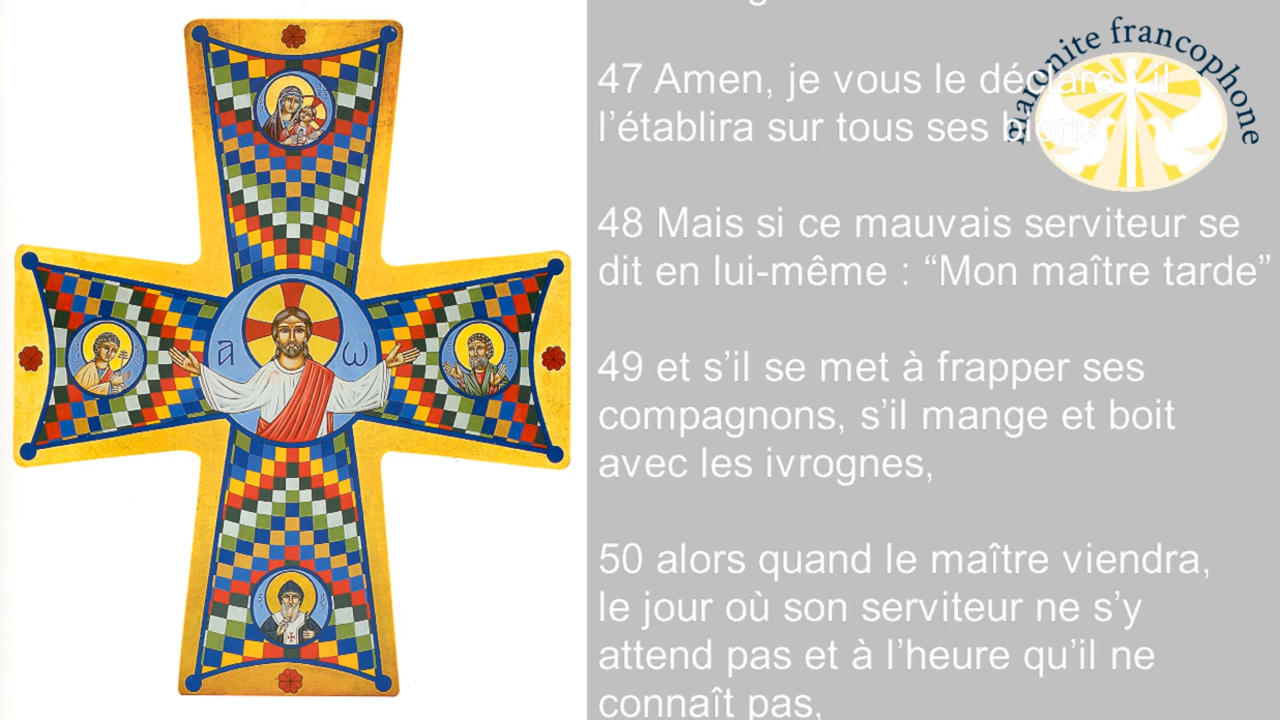 maronite francophone
47 Amen, je vous le déclare : il
l’établira sur tous ses biens.
48 Mais si ce mauvais serviteur se
dit en lui-même : “Mon maître tarde”
49 et s’il se met à frapper ses
compagnons, s’il mange et boit
avec les ivrognes,
50 alors quand le maître viendra,
le jour où son serviteur ne s’y
attend pas et à l’heure qu’il ne
connaît pas,
ā ω